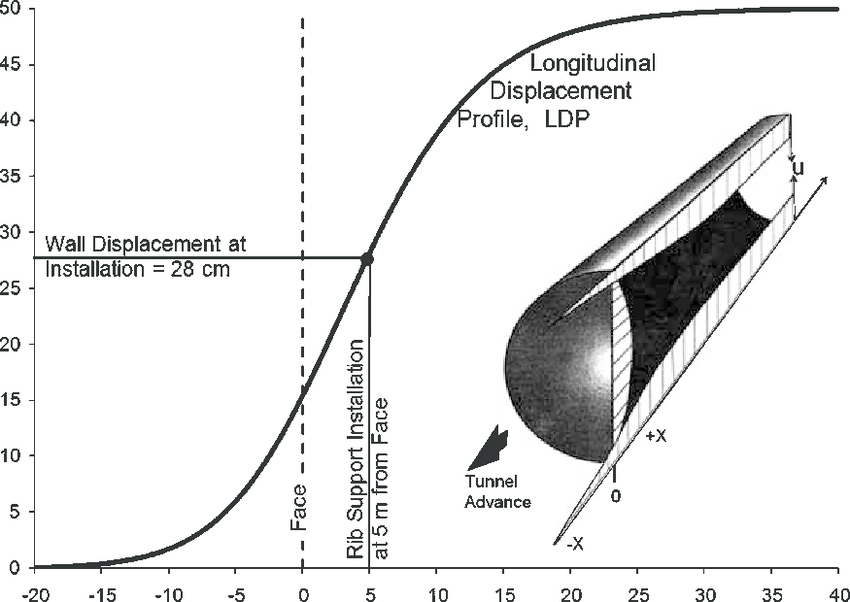 50
45
40
35
30
25
20
15
10
5
0
Longitudinal
Displacement
Profile, LDP
Wall Displacement at
Installation = 28 cm
Face
Rib Support Installation
at 5 m from Face
u
+X
0
-X
Tunnel
Advance
-20 -15 -10 -5 0 5 10 15 20 25 30 35 40